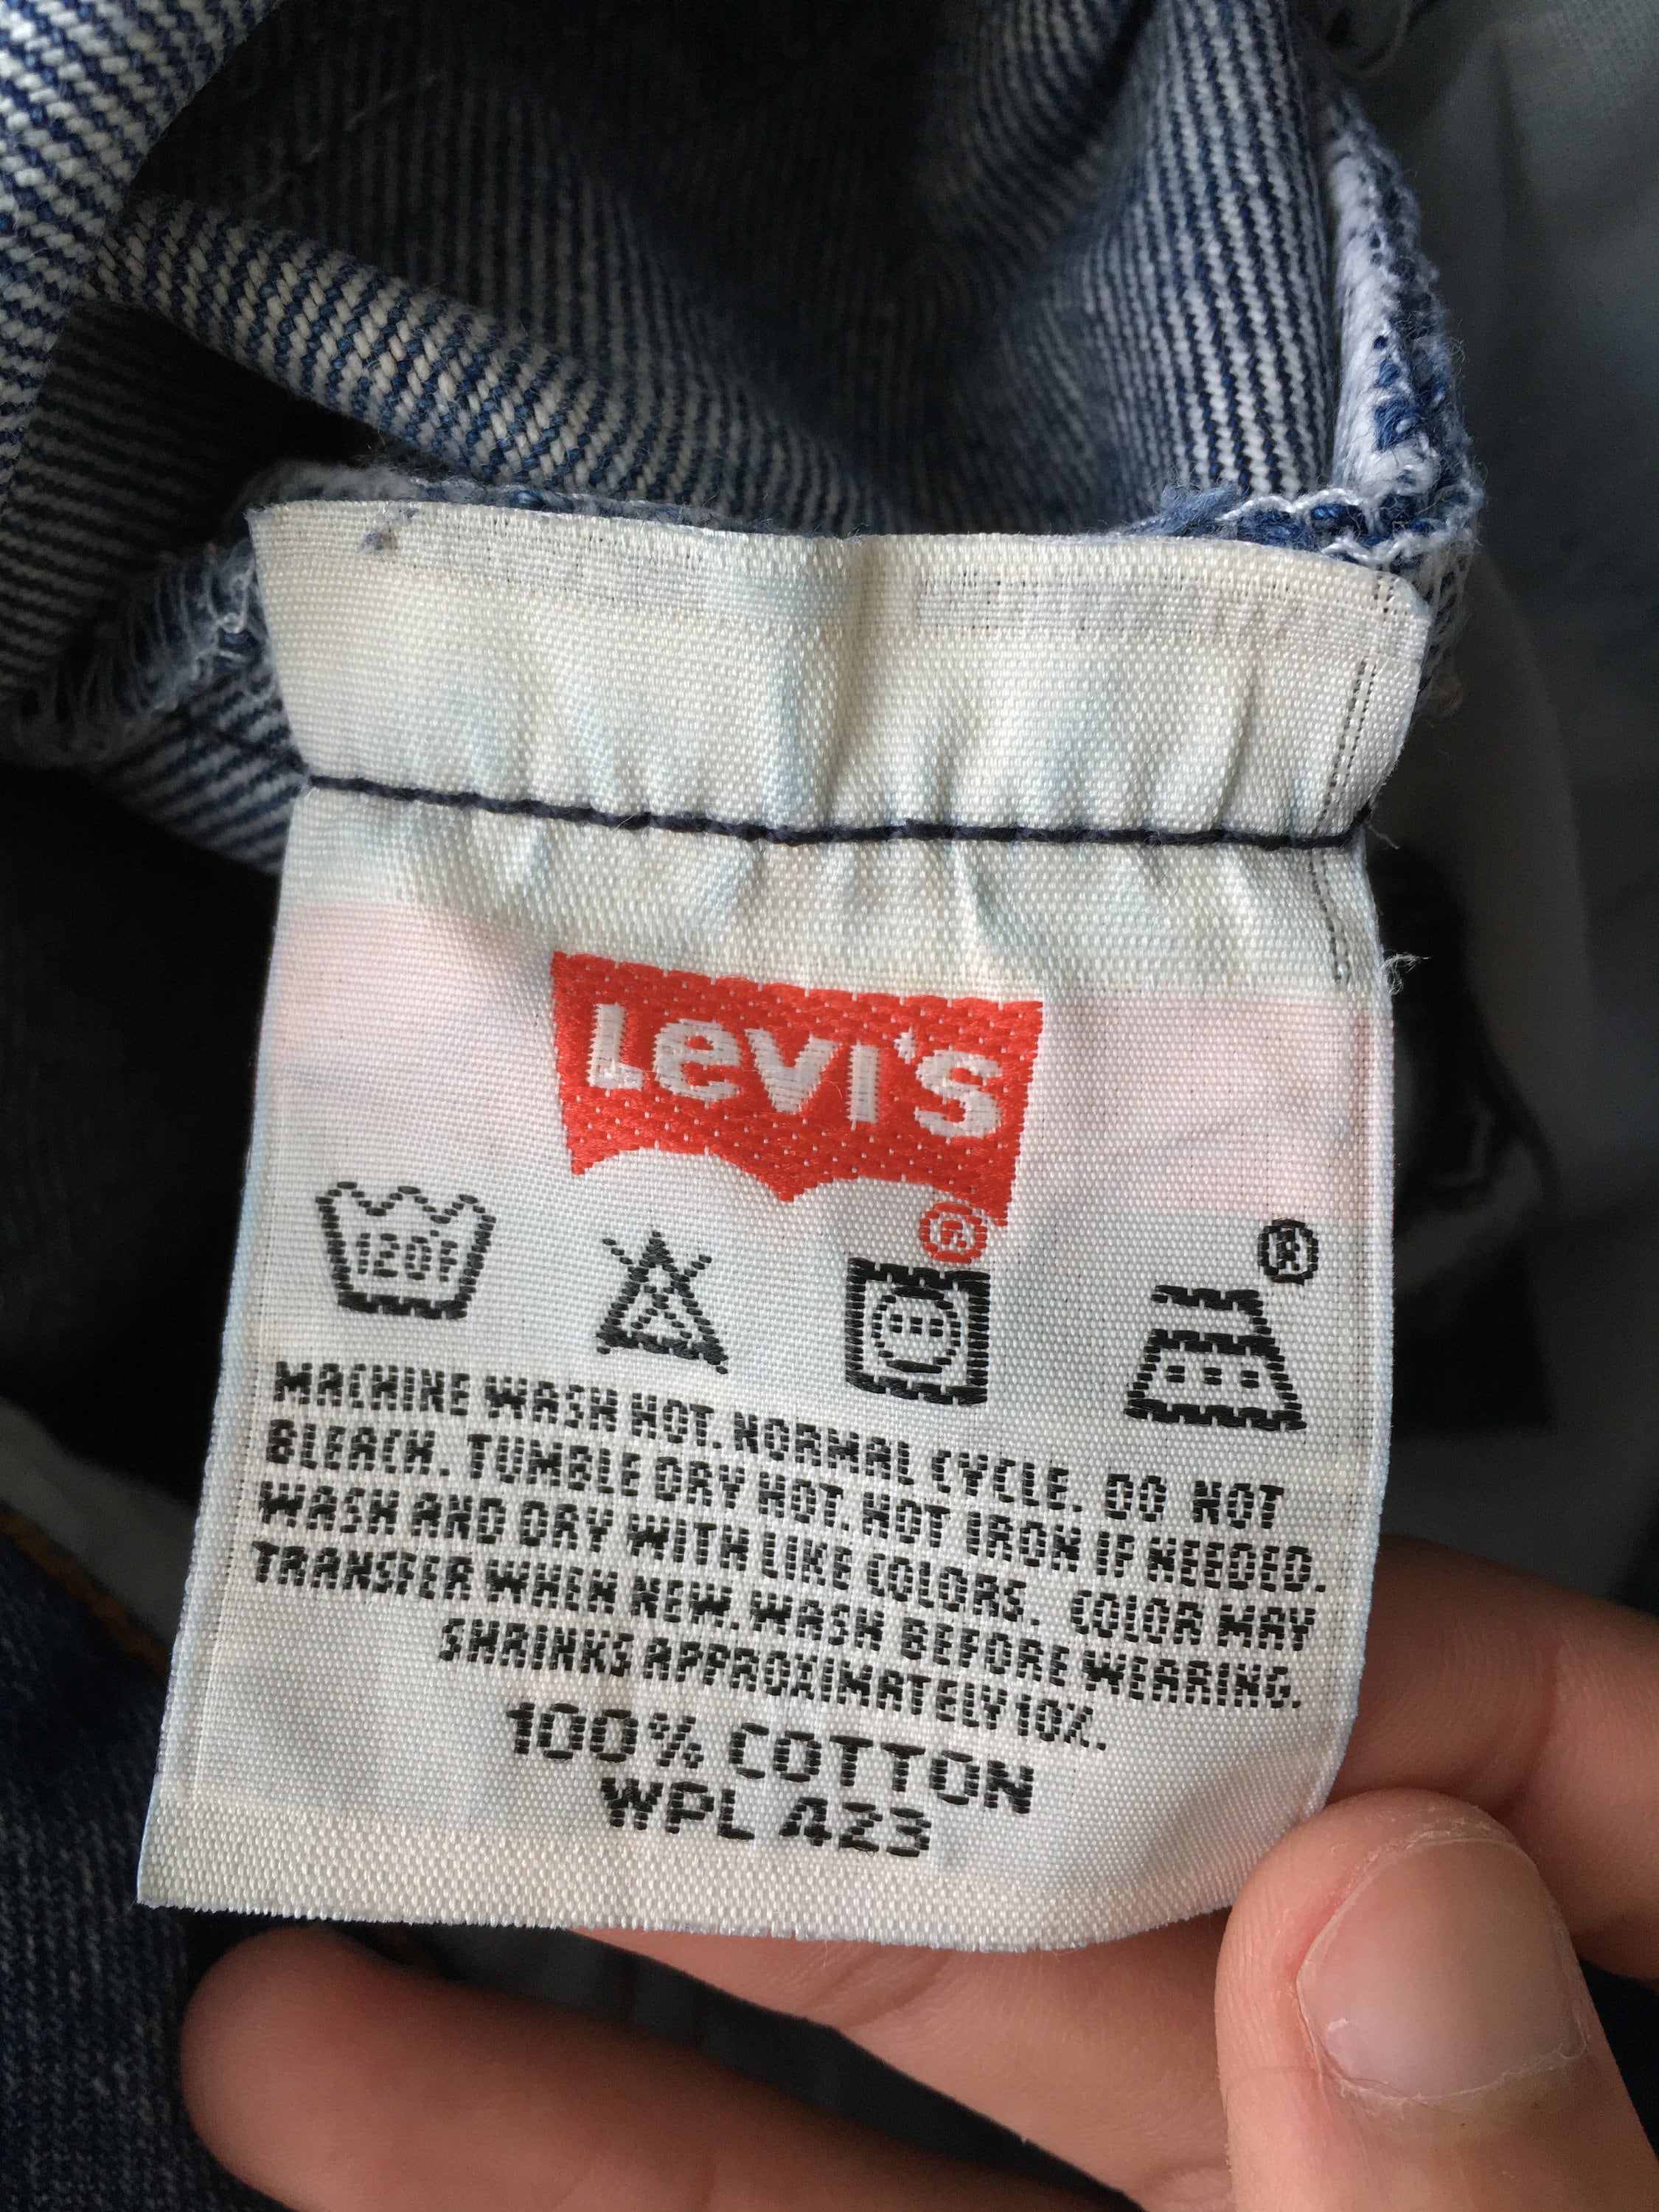 Levi's
®
®
120°F
MACHINE WASH HOT. NORMAL CYCLE. DO NOT
BLEACH. TUMBLE DRY HOT. HOT IRON IF NEEDED.
WASH AND DRY WITH LIKE COLORS. COLOR MAY
TRANSFER WHEN NEW. WASH BEFORE WEARING.
SHRINKS APPROXIMATELY 10%.
100% COTTON
WPL 423